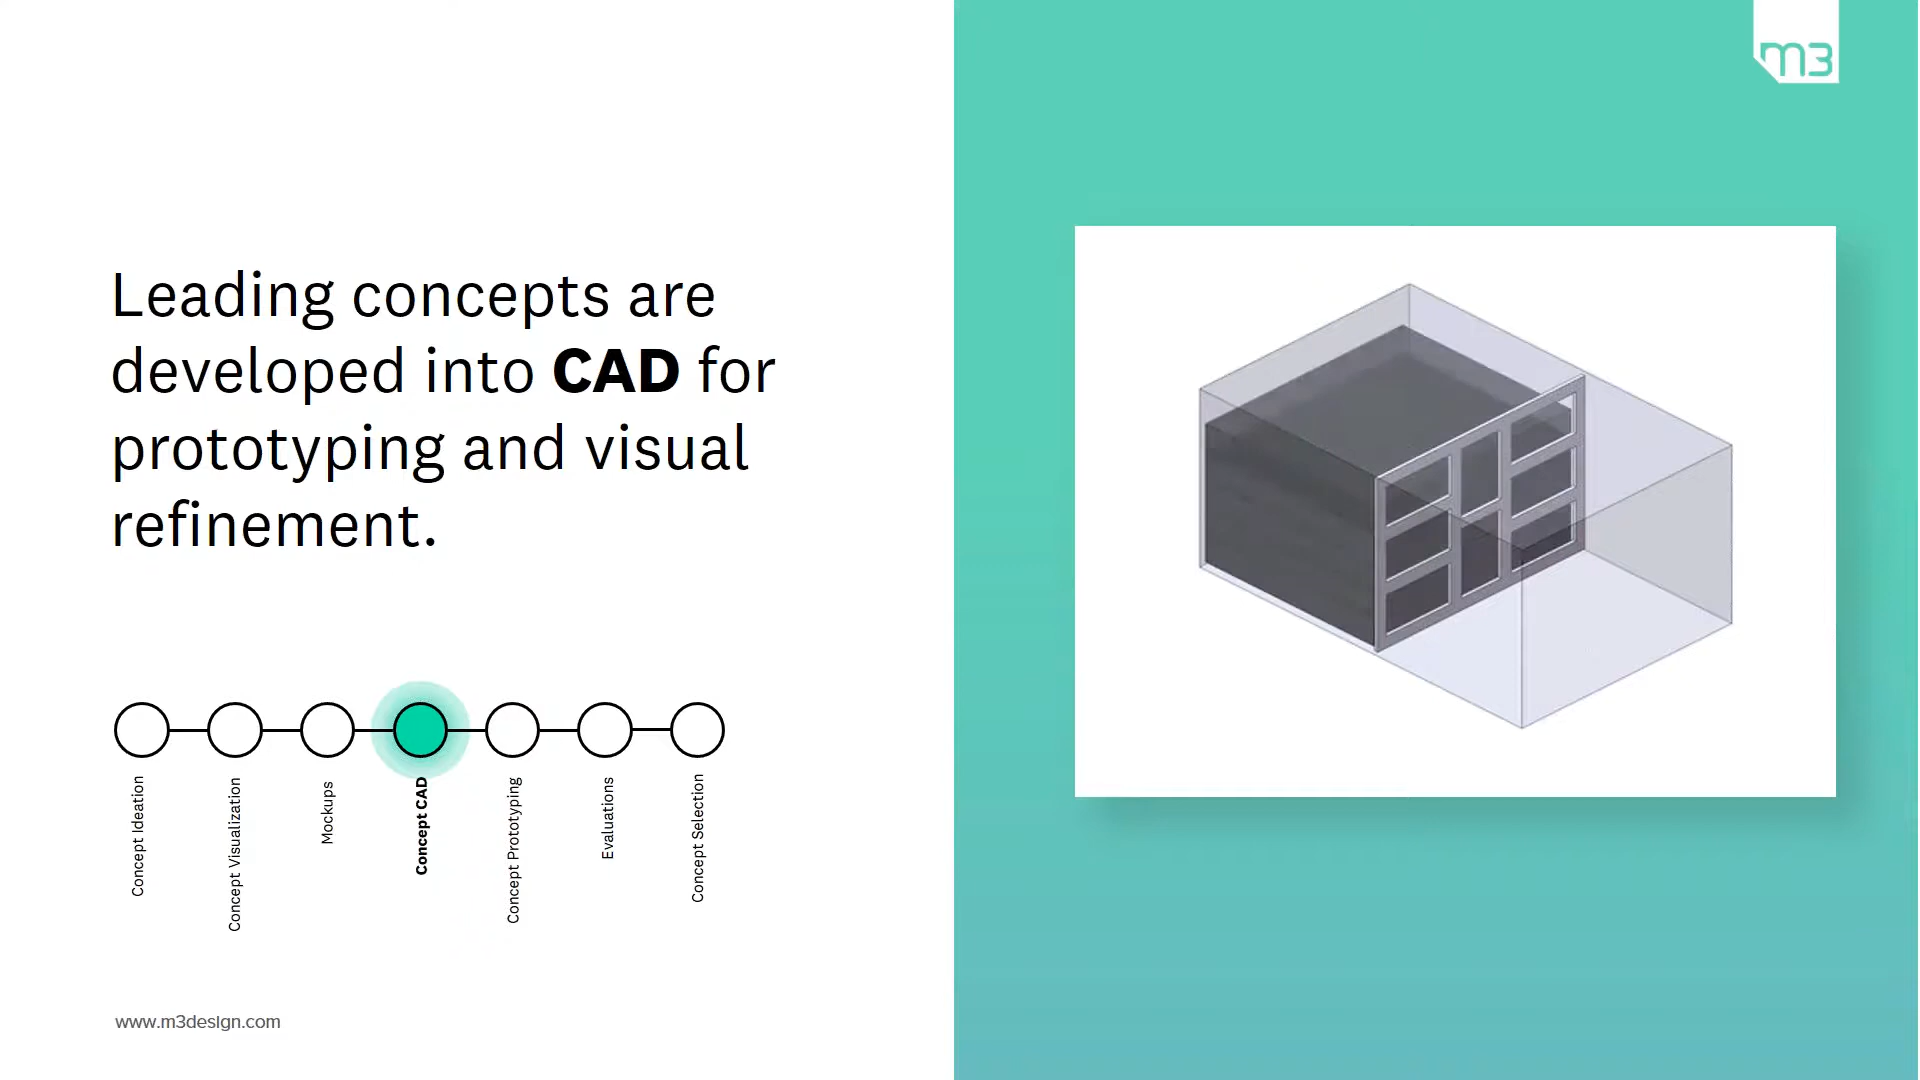 m3
Leading concepts are
developed into CAD for
prototyping and visual
refinement.
Concept Ideation
Concept Visualization
Mockups
Concept CAD
Concept Prototyping
Evaluations
Concept Selection
www.m3design.com